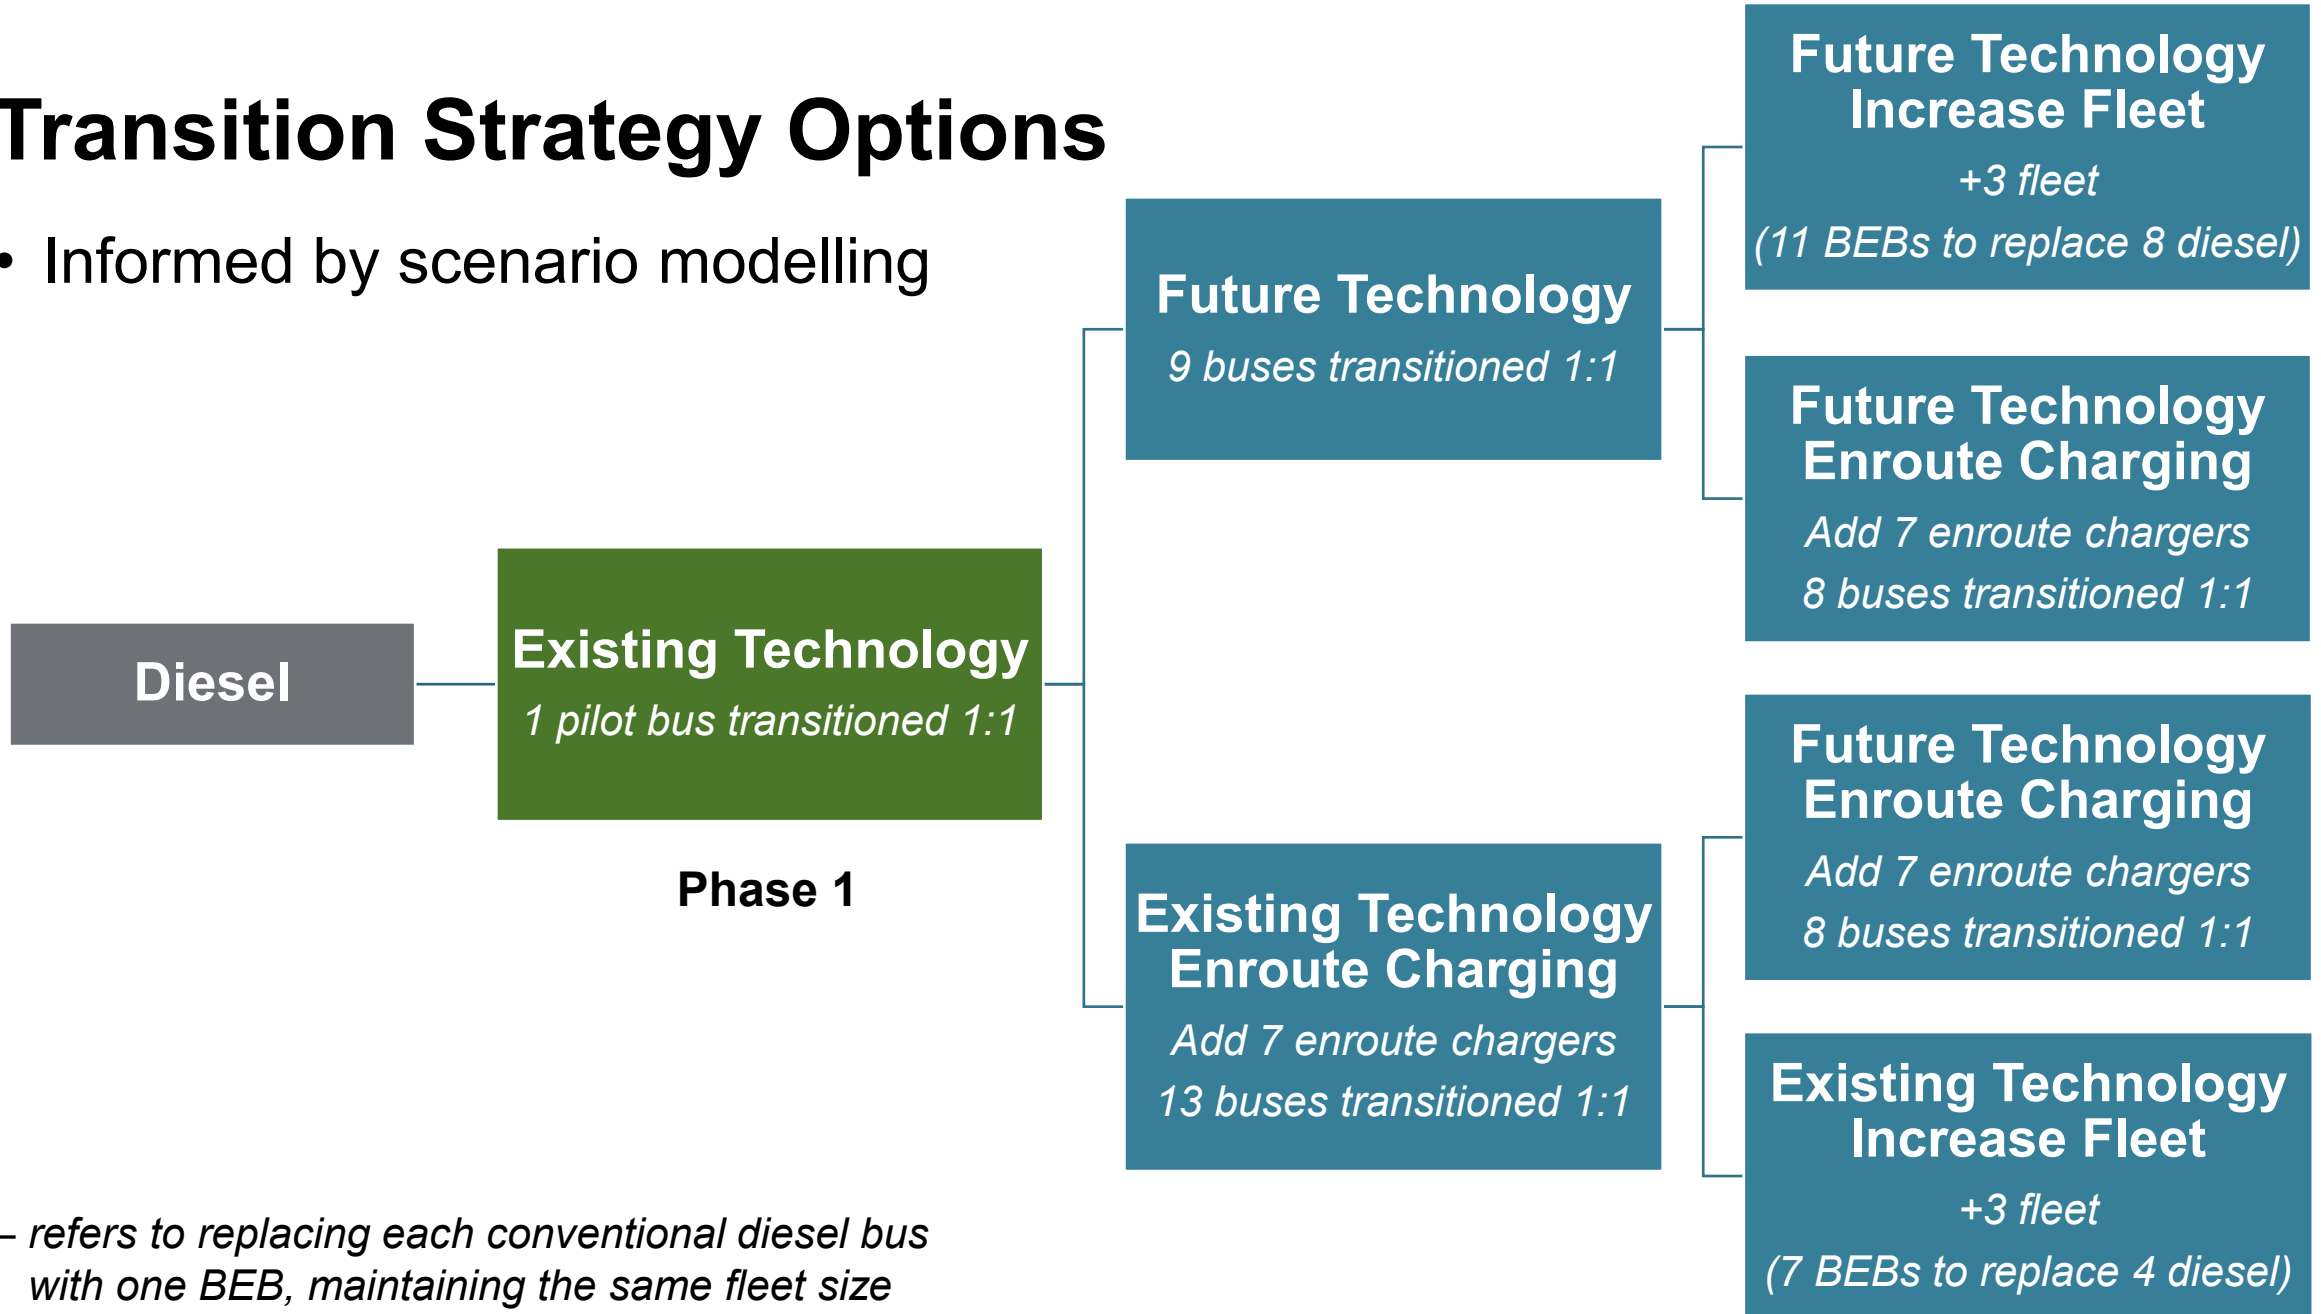 Transition Strategy Options
• Informed by scenario modelling
Diesel
Existing Technology
1 pilot bus transitioned 1:1
Phase 1
Future Technology
9 buses transitioned 1:1
Existing Technology
Enroute Charging
Add 7 enroute chargers
13 buses transitioned 1:1
Future Technology
Increase Fleet
+3 fleet
(11 BEBs to replace 8 diesel)
Future Technology
Enroute Charging
Add 7 enroute chargers
8 buses transitioned 1:1
Future Technology
Enroute Charging
Add 7 enroute chargers
8 buses transitioned 1:1
Existing Technology
Increase Fleet
+3 fleet
(7 BEBs to replace 4 diesel)
– refers to replacing each conventional diesel bus
with one BEB, maintaining the same fleet size